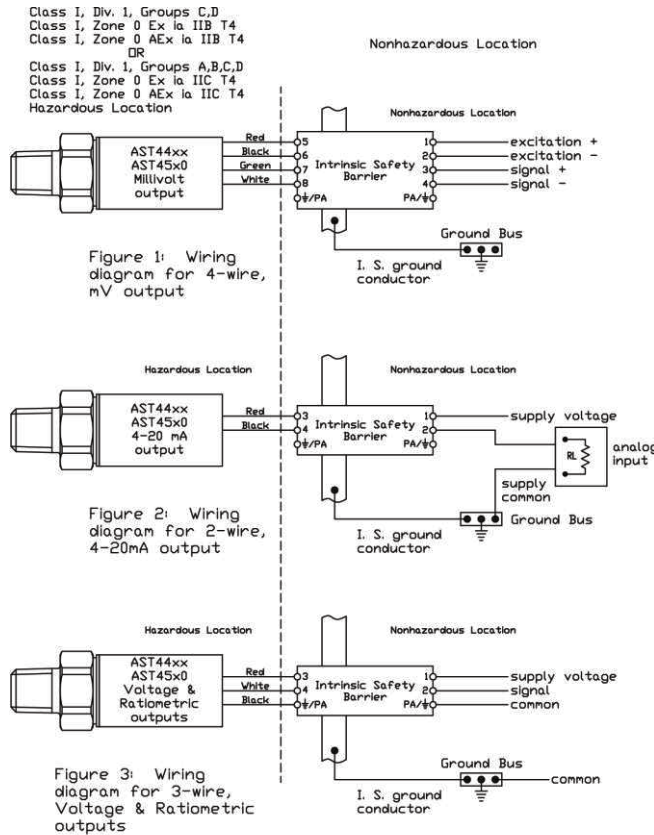 Class I, Div. 1, Groups C,D
Class I, Zone 0 Ex ia IIB T4
Class I, Zone 0 AEx ia IIB T4
OR
Class I, Div. 1, Groups A,B,C,D
Class I, Zone 0 Ex ia IIC T4
Class I, Zone 0 AEx ia IIC T4
Hazardous Location
Nonhazardous Location
Nonhazardous Location
AST44xx
AST45x0
Millivolt
output
Red
Black
Green
White
5
6
7
8
⏚/PA
Intrinsic Safety
Barrier
1
2
3
4
PA/⏚
excitation +
excitation -
signal +
signal -
Ground Bus
I. S. ground
conductor
Figure 1: Wiring
diagram for 4-wire,
mV output
Hazardous Location
Nonhazardous Location
AST44xx
AST45x0
4-20 mA
output
Red
Black
3
4
⏚/PA
Intrinsic Safety
Barrier
1
2
PA/⏚
supply voltage
RL
analog
input
supply
common
Ground Bus
I. S. ground
conductor
Figure 2: Wiring
diagram for 2-wire,
4-20mA output
Hazardous Location
Nonhazardous Location
AST44xx
AST45x0
Voltage &
Ratiometric
outputs
Red
White
Black
3
4
⏚/PA
Intrinsic Safety
Barrier
1
2
PA/⏚
supply voltage
signal
common
Ground Bus
common
I. S. ground
conductor
Figure 3: Wiring
diagram for 3-wire,
Voltage & Ratiometric
outputs